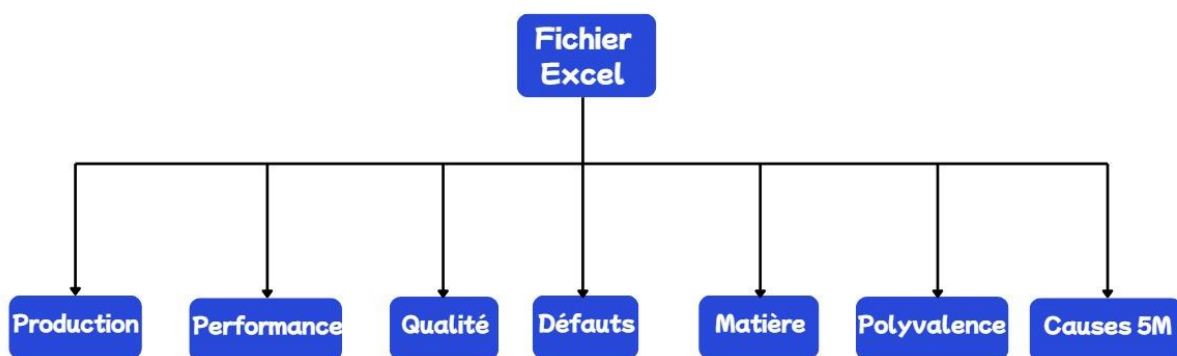 Fichier
Excel
Production
Performance
Qualité
Défauts
Matière
Polyvalence
Causes 5M